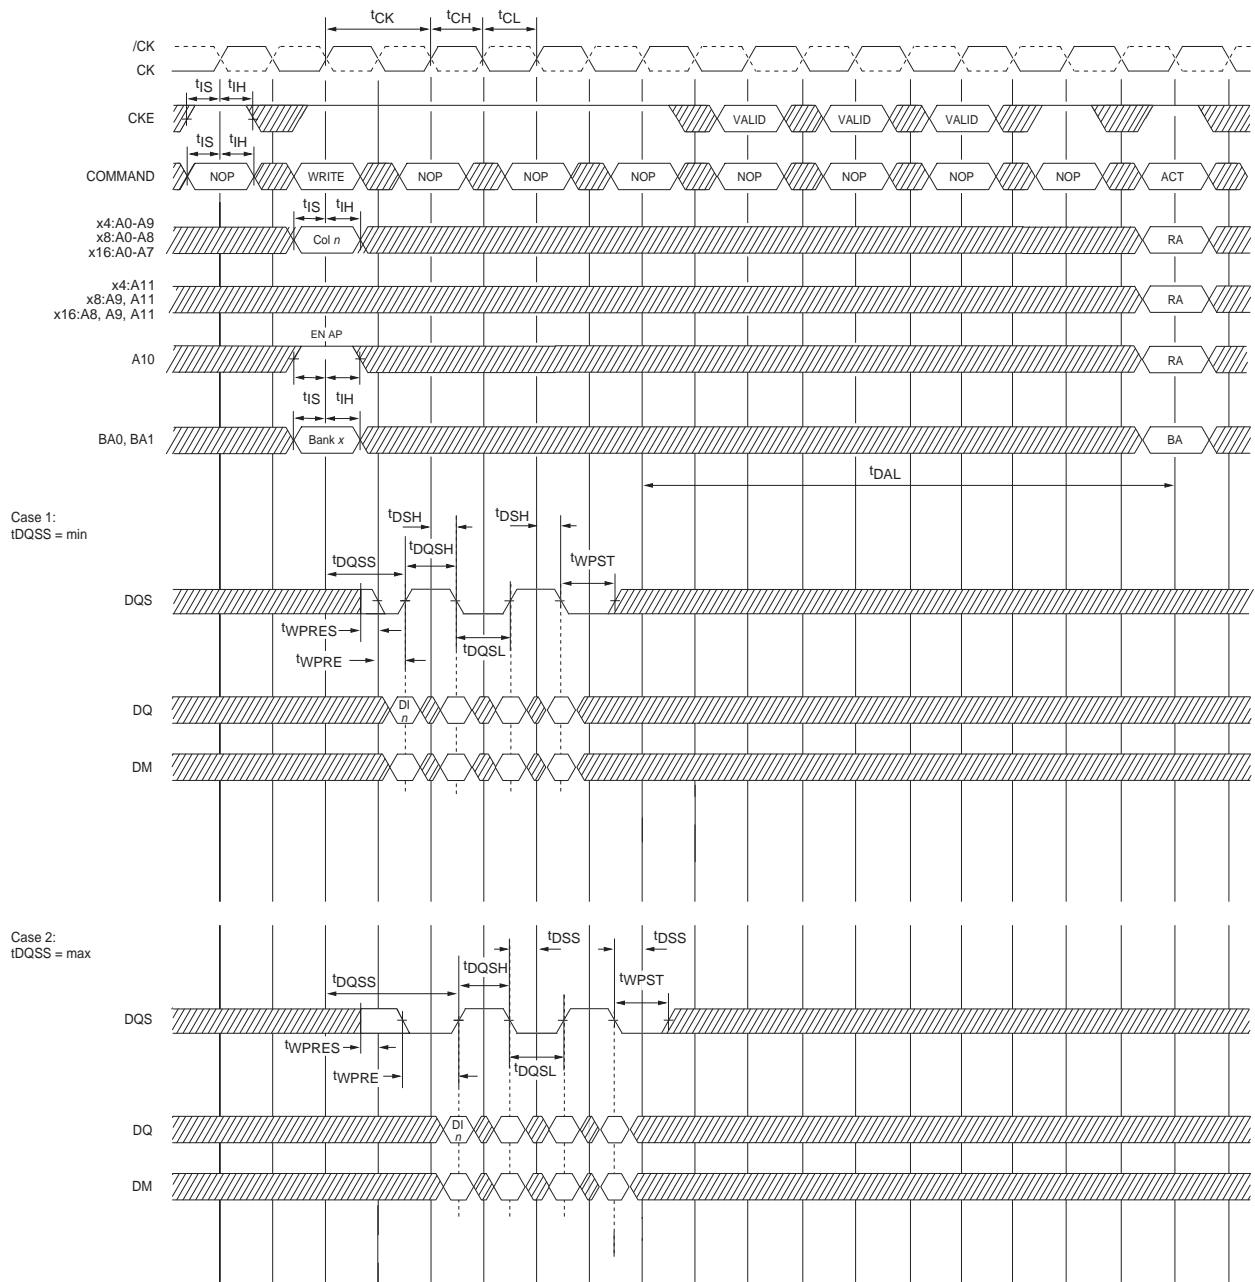 tCK tCH tCL
/CK
CK
tIS tIH
CKE VALID VALID VALID
tIS tIH
COMMAND NOP WRITE NOP NOP NOP NOP NOP NOP NOP ACT
tIS tIH
x4:A0-A9
x8:A0-A8
x16:A0-A7
Col n RA
x4:A11
x8:A9, A11
x16:A8, A9, A11
RA
EN AP
A10 RA
tIS tIH
BA0, BA1 Bank x BA
tDAL
Case 1:
tDQSS = min
tDSH tDSH
tDQSS tDQSH tWPST
DQS
tWPRES
tWPRE tDQSL
DQ DI
n
DM
Case 2:
tDQSS = max
tDSS tDSS
tDQSS tDQSH tWPST
DQS
tWPRES
tWPRE tDQSL
DQ DI
n
DM